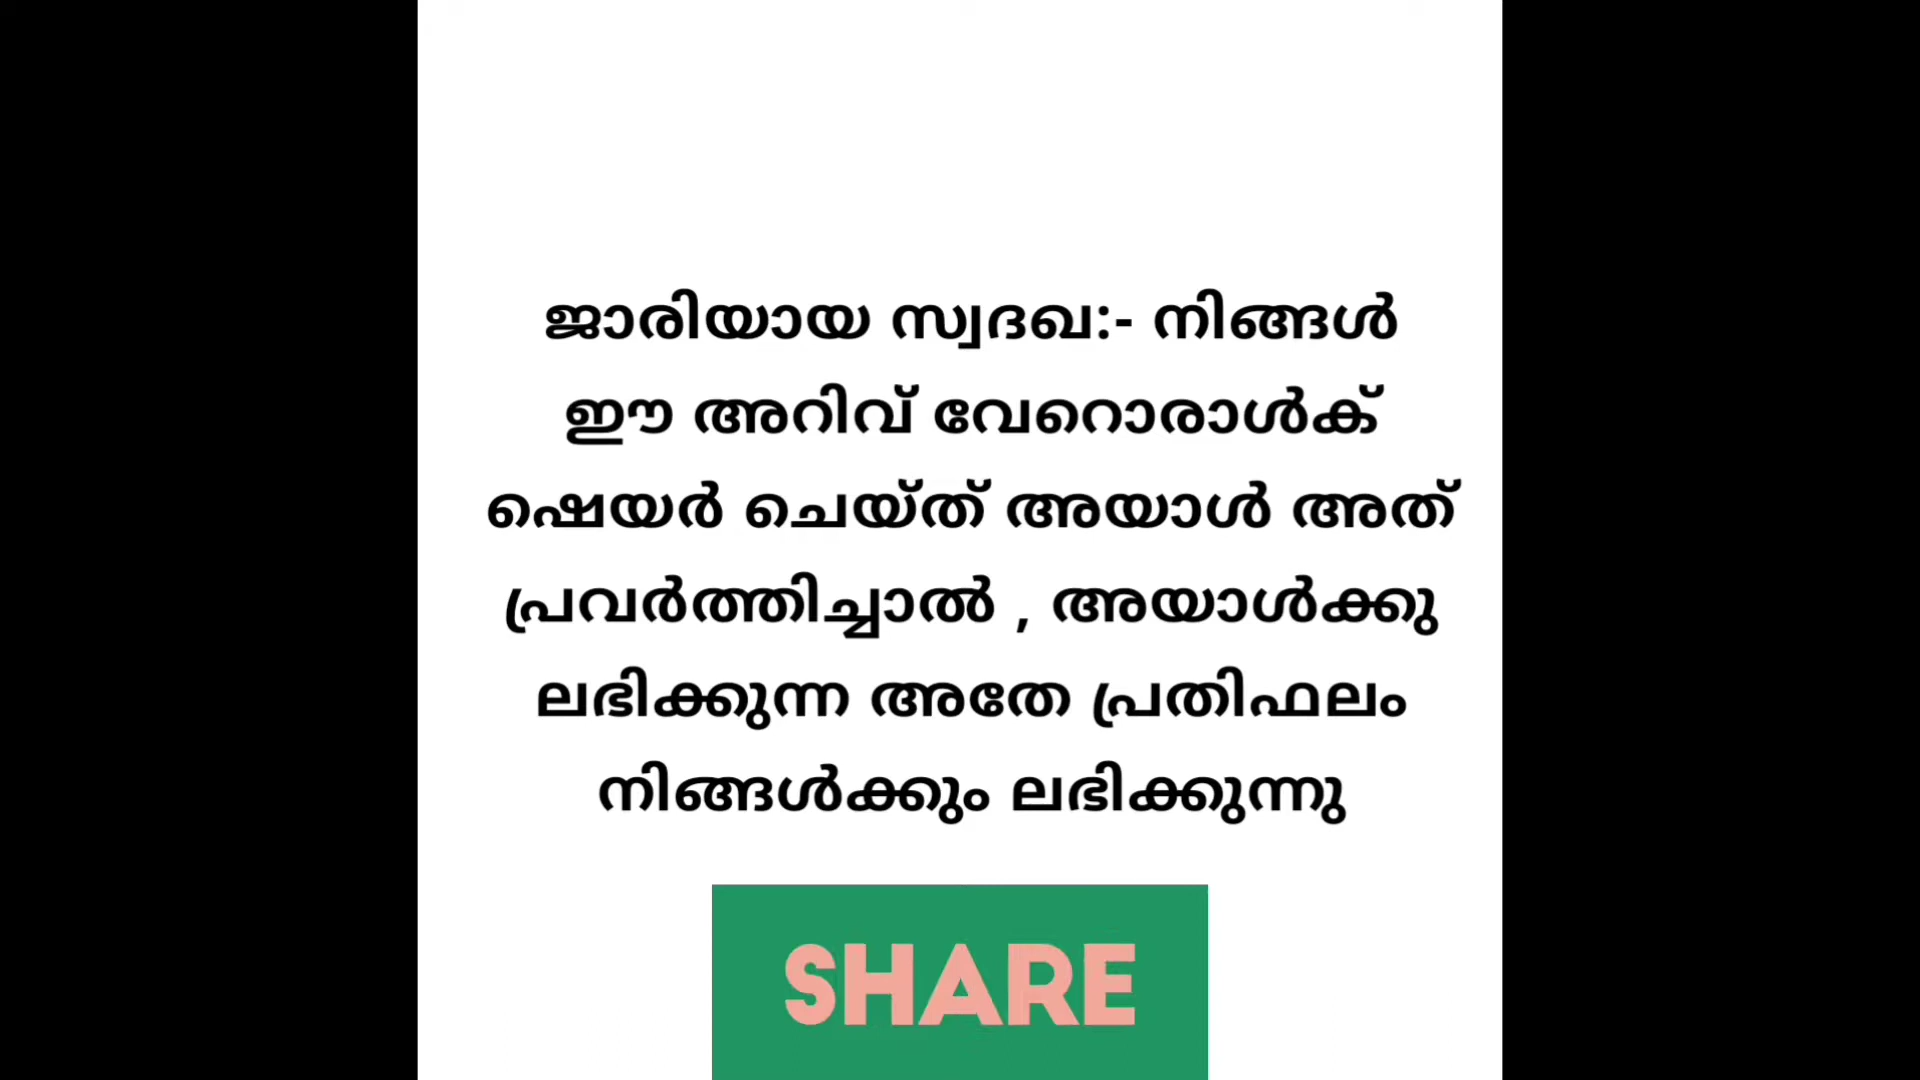 ജാരിയായ സ്വദഖ:- നിങ്ങൾ
ഈ അറിവ് വേറൊരാൾക്
ഷെയർ ചെയ്ത് അയാൾ അത്
പ്രവർത്തിച്ചാൽ , അയാൾക്കു
ലഭിക്കുന്ന അതേ പ്രതിഫലം
നിങ്ങൾക്കും ലഭിക്കുന്നു
SHARE